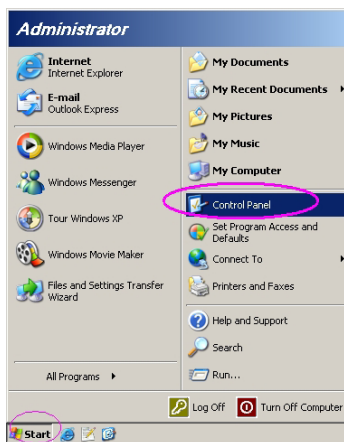 Administrator
Internet
Internet Explorer
E-mail
Outlook Express
Windows Media Player
Windows Messenger
Tour Windows XP
Windows Movie Maker
Files and Settings Transfer
Wizard
All Programs
My Documents
My Recent Documents
My Pictures
My Music
My Computer
Control Panel
Set Program Access and
Defaults
Connect To
Printers and Faxes
Help and Support
Search
Run...
Log Off
Turn Off Computer
Start